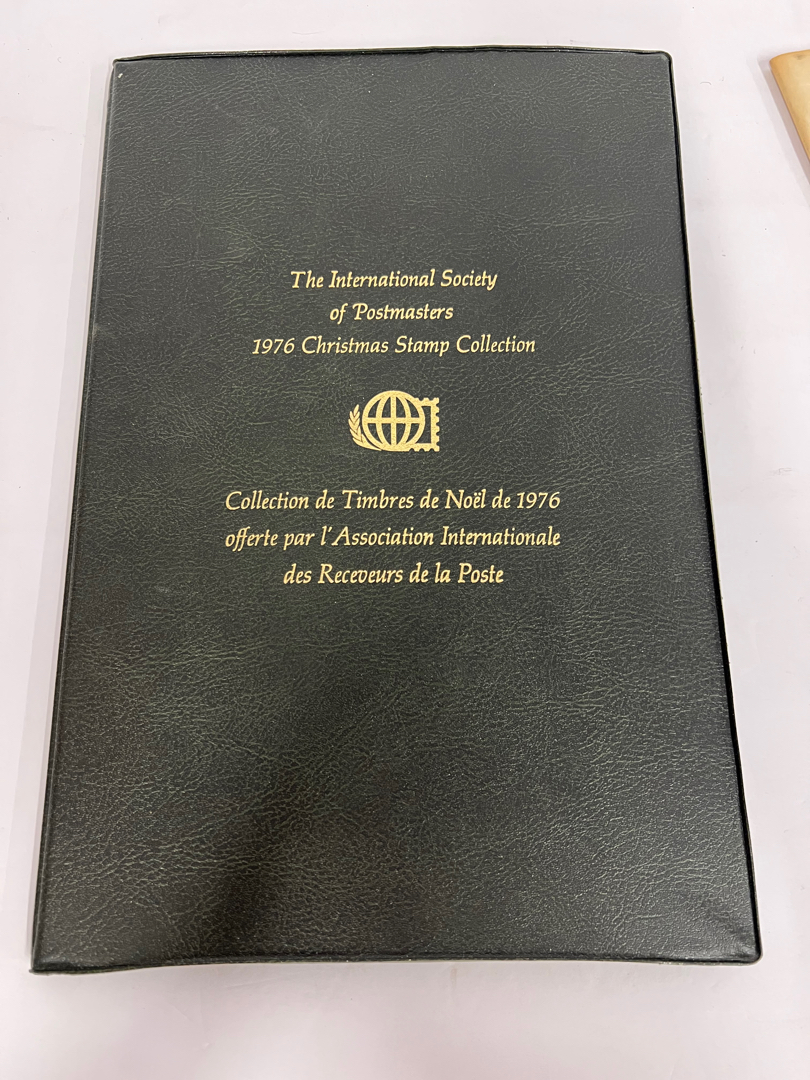 The International Society
of Postmasters
1976 Christmas Stamp Collection
Collection de Timbres de Noël de 1976
offerte par l'Association Internationale
des Receveurs de la Poste